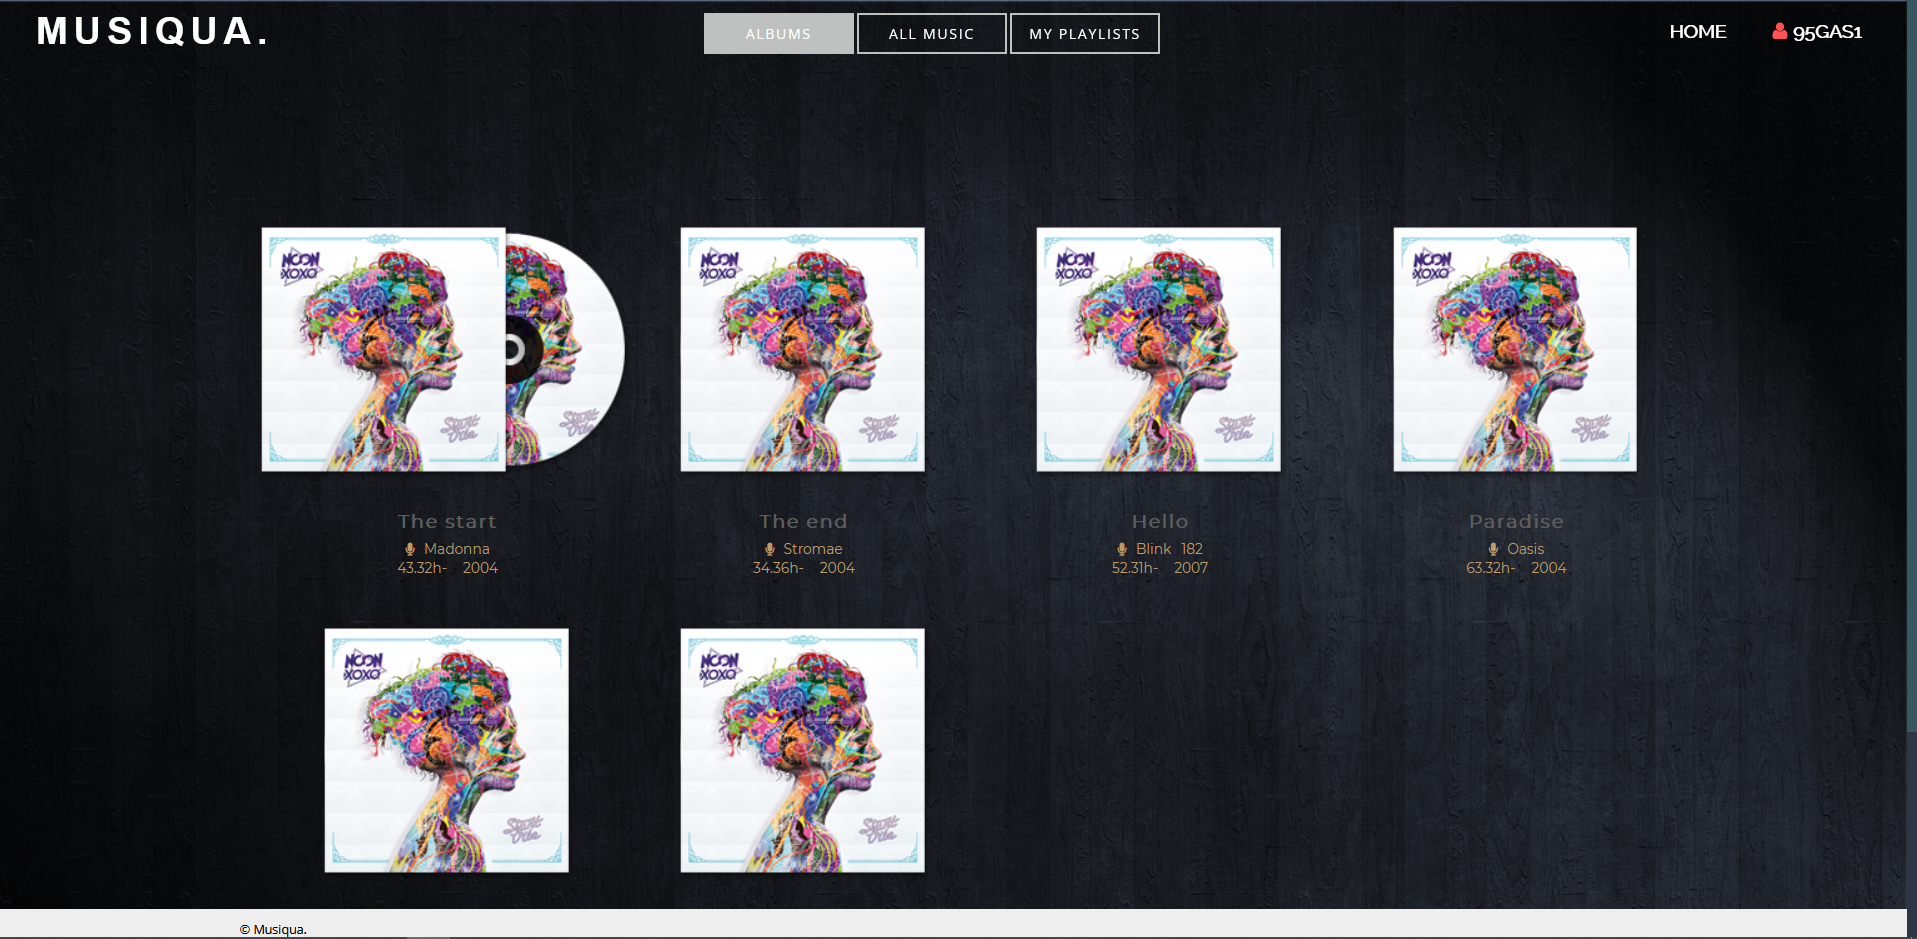 MUSIQUA.
ALBUMS
ALL MUSIC
MY PLAYLISTS
HOME
95GAS1
NOON
XOXO
NOON
XOXO
NOON
XOXO
NOON
XOXO
The start
Madonna
43.32h- 2004
The end
Stromae
34.36h- 2004
Hello
Blink 182
52.31h- 2007
Paradise
Oasis
63.32h- 2004
NOON
XOXO
NOON
XOXO
© Musiqua.